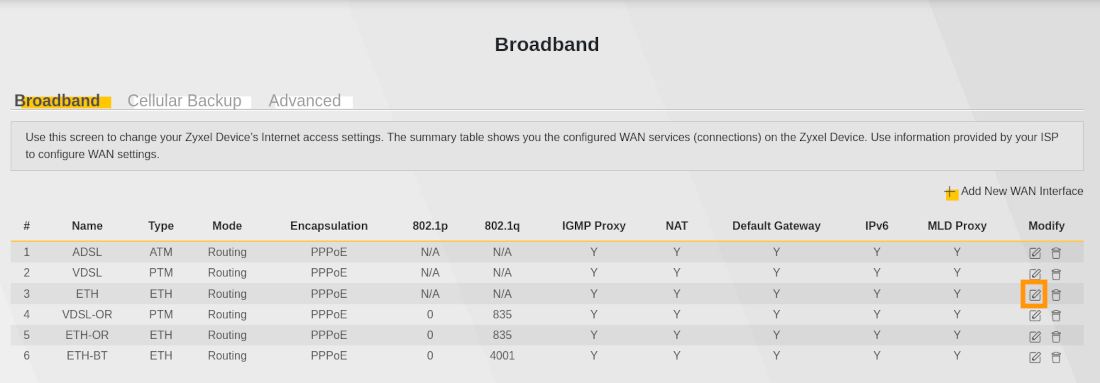 Broadband
Broadband Cellular Backup Advanced
Use this screen to change your Zyxel Device's Internet access settings. The summary table shows you the configured WAN services (connections) on the Zyxel Device. Use information provided by your ISP
to configure WAN settings.
Add New WAN Interface
# Name Type Mode Encapsulation 802.1p 802.1q IGMP Proxy NAT Default Gateway IPv6 MLD Proxy Modify
1 ADSL ATM Routing PPPoE N/A N/A Y Y Y Y Y
2 VDSL PTM Routing PPPoE N/A N/A Y Y Y Y Y
3 ETH ETH Routing PPPoE N/A N/A Y Y Y Y Y
4 VDSL-OR PTM Routing PPPoE 0 835 Y Y Y Y Y
5 ETH-OR ETH Routing PPPoE 0 835 Y Y Y Y Y
6 ETH-BT ETH Routing PPPoE 0 4001 Y Y Y Y Y